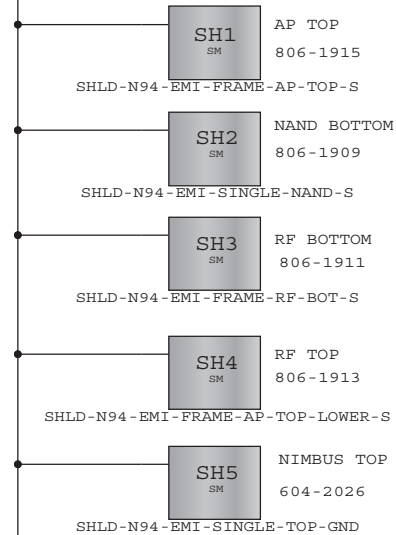 SH1
SM
AP TOP
806-1915
SHLD-N94-EMI-FRAME-AP-TOP-S
SH2
SM
NAND BOTTOM
806-1909
SHLD-N94-EMI-SINGLE-NAND-S
SH3
SM
RF BOTTOM
806-1911
SHLD-N94-EMI-FRAME-RF-BOT-S
SH4
SM
RF TOP
806-1913
SHLD-N94-EMI-FRAME-AP-TOP-LOWER-S
SH5
SM
NIMBUS TOP
604-2026
SHLD-N94-EMI-SINGLE-TOP-GND